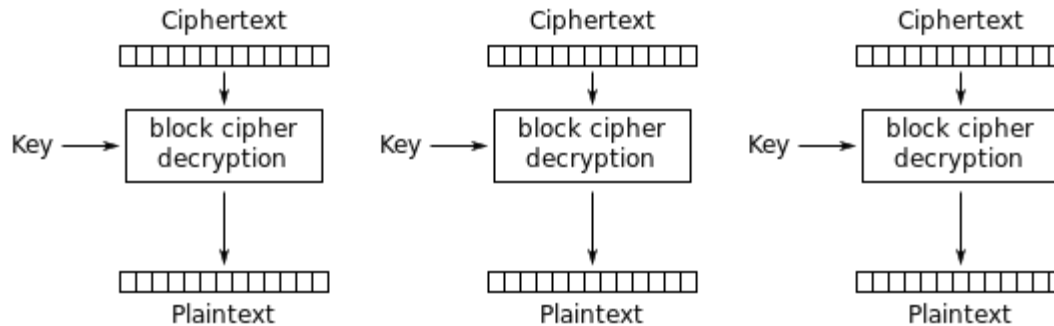 Ciphertext Ciphertext Ciphertext
Key block cipher decryption Key block cipher decryption Key block cipher decryption
Plaintext Plaintext Plaintext